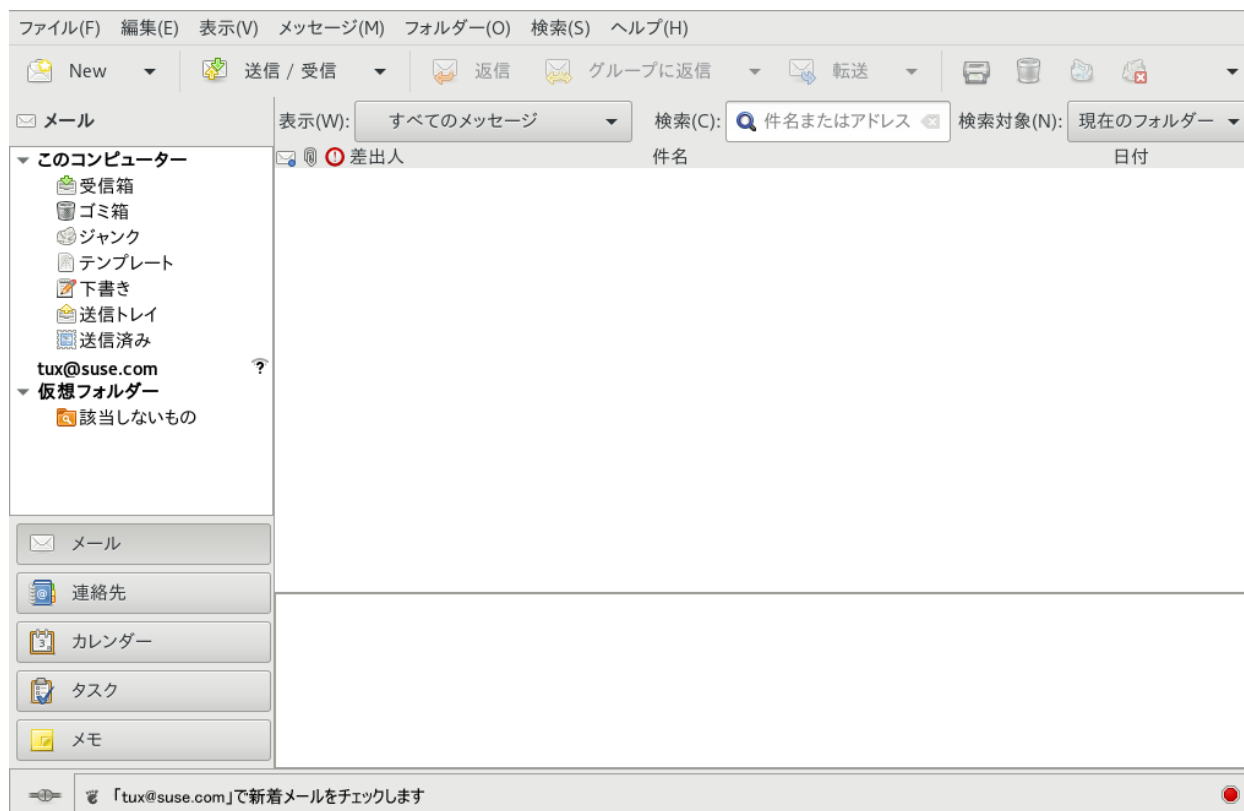 ファイル(F) 編集(E) 表示(V) メッセージ(M) フォルダー(O) 検索(S) ヘルプ(H)
New 送信 / 受信 返信 グループに返信 転送
メール 表示(W): すべてのメッセージ 検索(C): 件名またはアドレス 検索対象(N): 現在のフォルダー
差出人 件名 日付
このコンピューター
受信箱
ゴミ箱
ジャンク
テンプレート
下書き
送信トレイ
送信済み
tux@suse.com
仮想フォルダー
該当しないもの
メール
連絡先
カレンダー
タスク
メモ
「tux@suse.com」で新着メールをチェックします